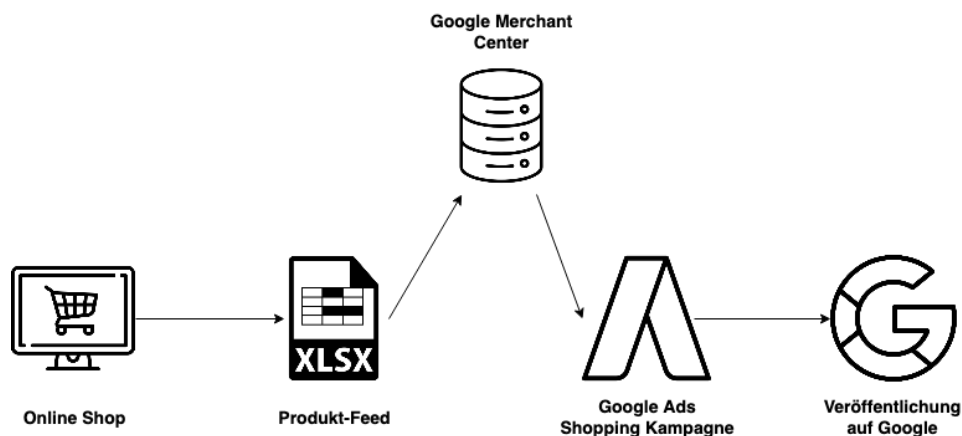 Google Merchant
Center
XLSX
Online Shop
Produkt-Feed
Google Ads
Shopping Kampagne
Veröffentlichung
auf Google